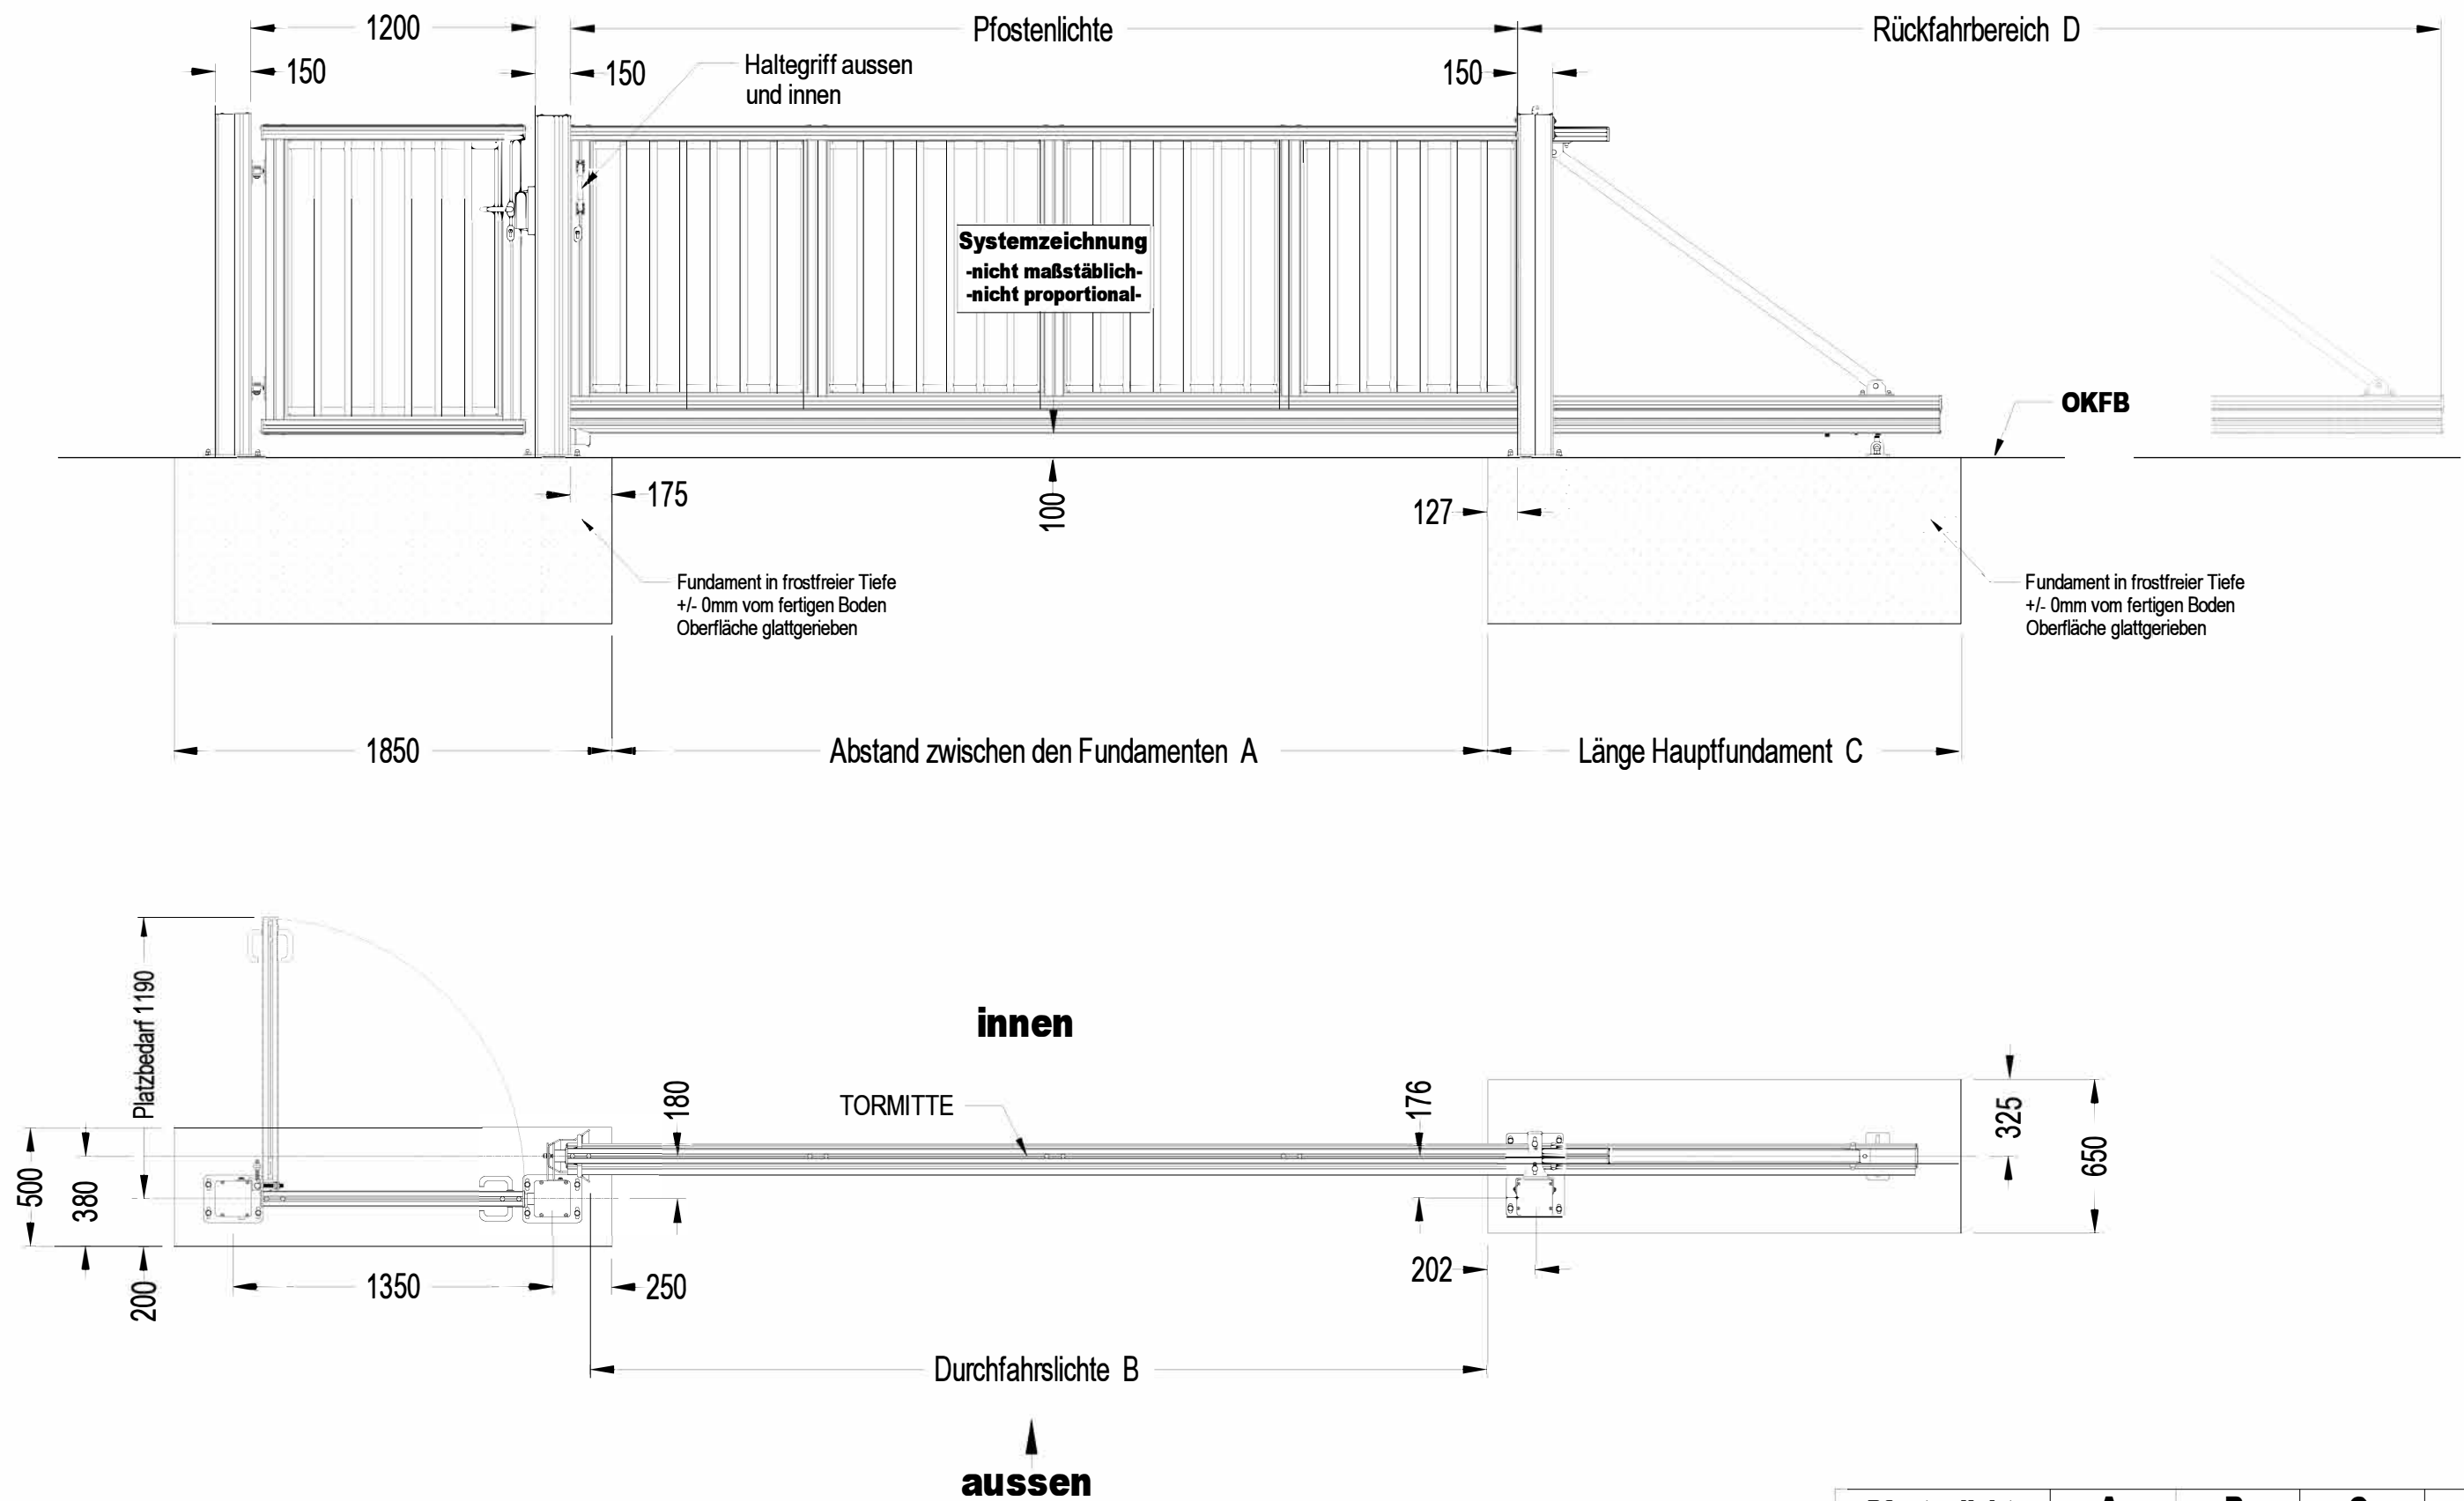 1200
Pfostenlichte
Rückfahrbereich D
150
150
150
Haltegriff aussen
und innen
Systemzeichnung
-nicht maßstäblich-
-nicht proportional-
OKFB
175
100
127
Fundament in frostfreier Tiefe
+/- 0mm vom fertigen Boden
Oberfläche glattgerieben
Fundament in frostfreier Tiefe
+/- 0mm vom fertigen Boden
Oberfläche glattgerieben
1850
Abstand zwischen den Fundamenten A
Länge Hauptfundament C
Platzbedarf 1190
innen
TORMITTE
180
176
325
650
500
380
200
1350
250
202
Durchfahrslichte B
aussen